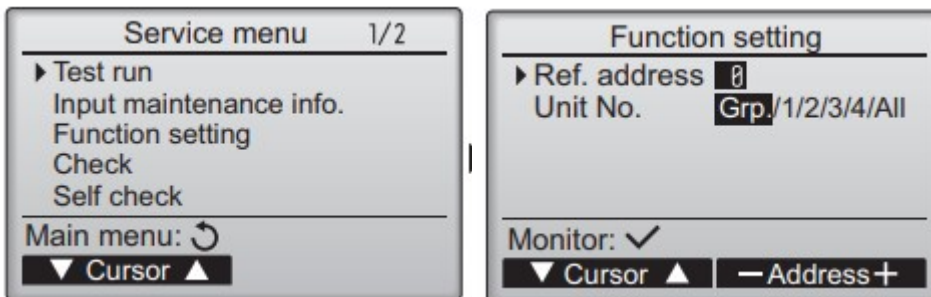 Service menu 1/2
Test run
Input maintenance info.
Function setting
Check
Self check
Main menu:
▼ Cursor ▲
Function setting
Ref. address 0
Unit No. Grp./1/2/3/4/All
Monitor:
▼ Cursor ▲ −Address+